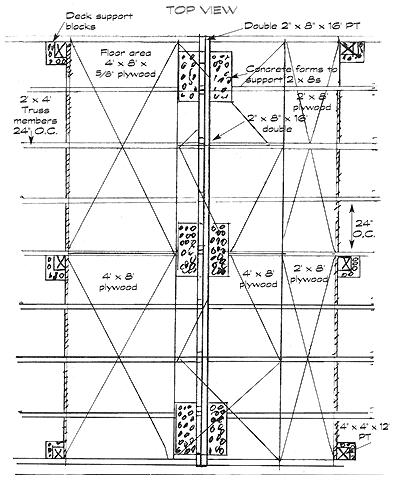 TOP VIEW
Deck support
blocks
Double 2' x 8' x 16' PT
Floor area
4' x 8' x
5/8' plywood
Concrete forms to
support 2 x 8s
2' x 8'
plywood
2' x 4'
Truss
members
24' O.C.
2' x 8' x 16'
double
24'
O.C.
4' x 8'
plywood
4' x 8'
plywood
2' x 8'
plywood
4' x 4' x 12'
PT